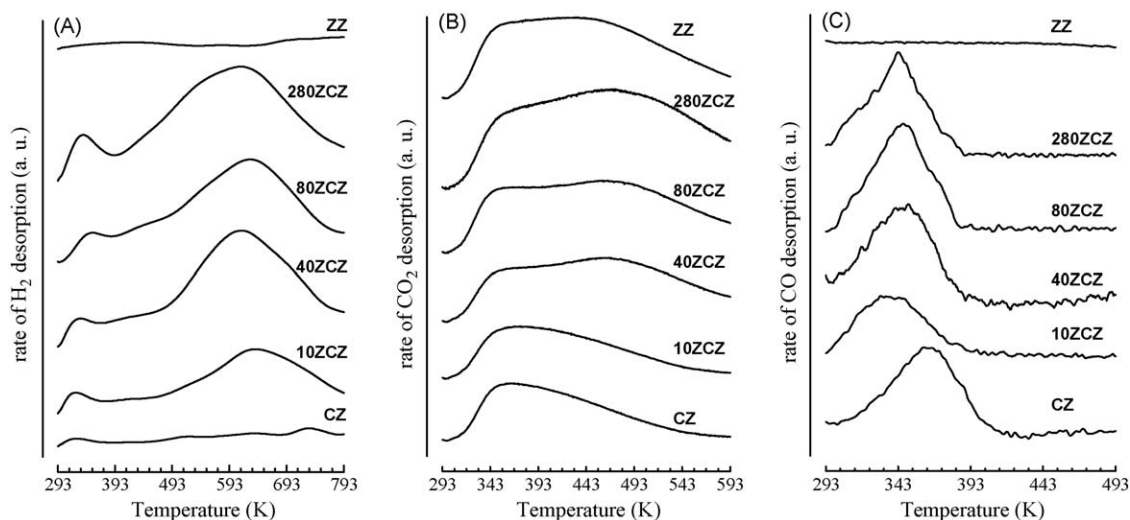 (A)
ZZ
280ZCZ
80ZCZ
40ZCZ
10ZCZ
CZ
rate of H2 desorption (a. u.)
293 393 493 593 693 793
Temperature (K)
(B)
ZZ
280ZCZ
80ZCZ
40ZCZ
10ZCZ
CZ
rate of CO2 desorption (a. u.)
293 343 393 493 543 593
Temperature (K)
(C)
ZZ
280ZCZ
80ZCZ
40ZCZ
10ZCZ
CZ
rate of CO desorption (a. u.)
293 343 393 443 493
Temperature (K)